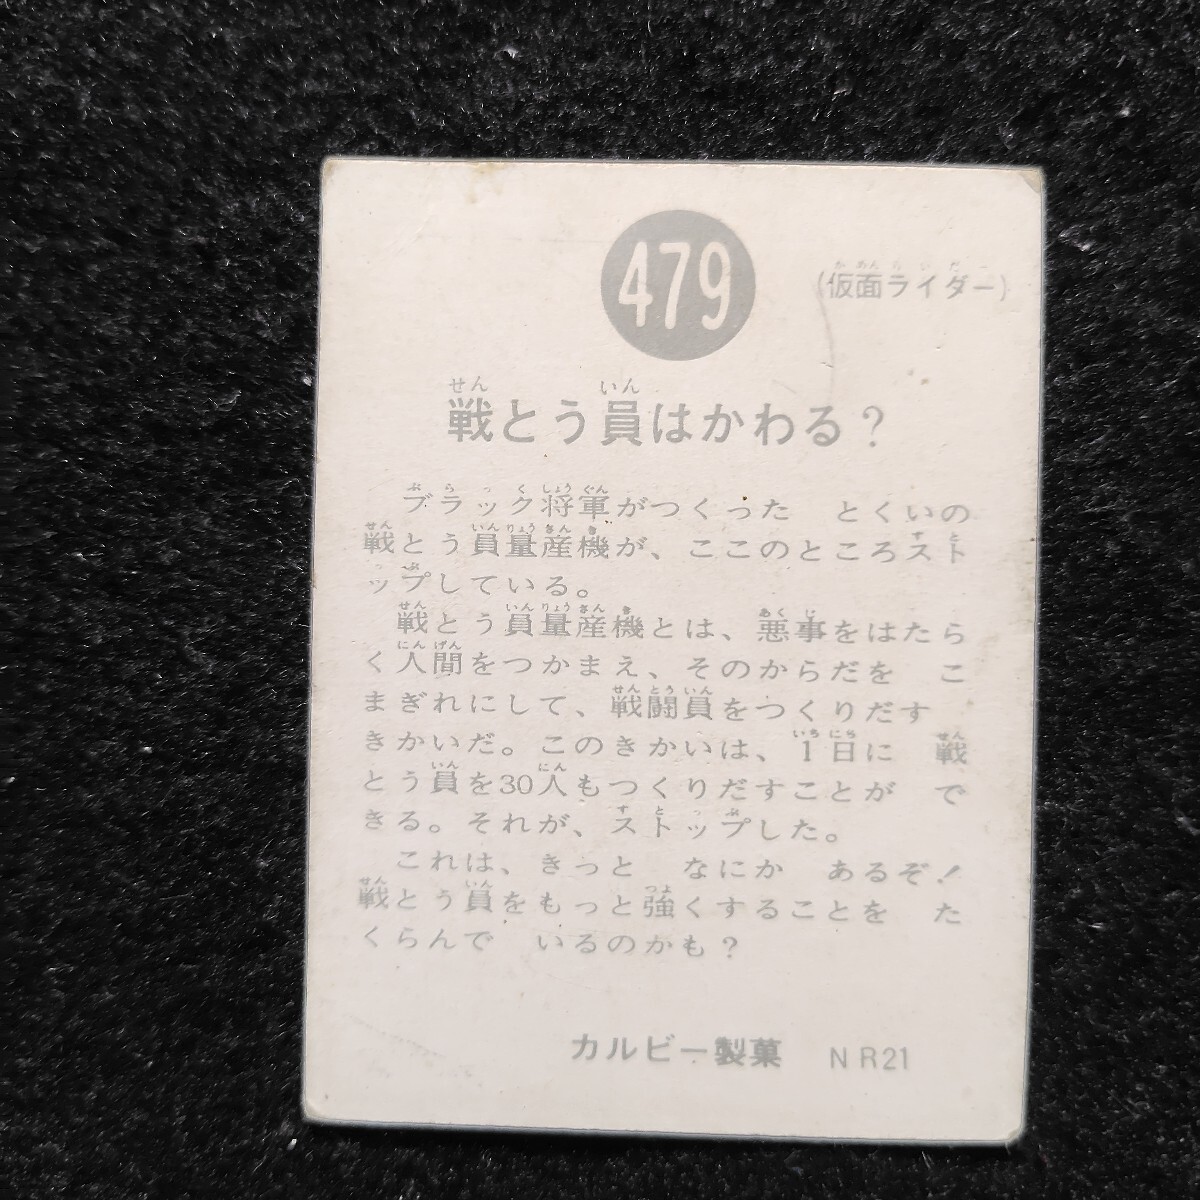 479
(仮面ライダー)
戦とう員はかわる?
ブラック将軍がつくった とくいの
戦とう員量産機が、ここのところスト
ップしている。
戦とう員量産機とは、悪事をはたら
く人間をつかまえ、そのからだを こ
まぎれにして、戦闘員をつくりだす
きかいだ。このきかいは、1日に 戦
とう員を30人もつくりだすことが で
きる。それが、ストップした。
これは、きっと なにか あるぞ!
戦とう員をもっと強くすることを た
くらんで いるのかも?
カルビー製菓 NR21